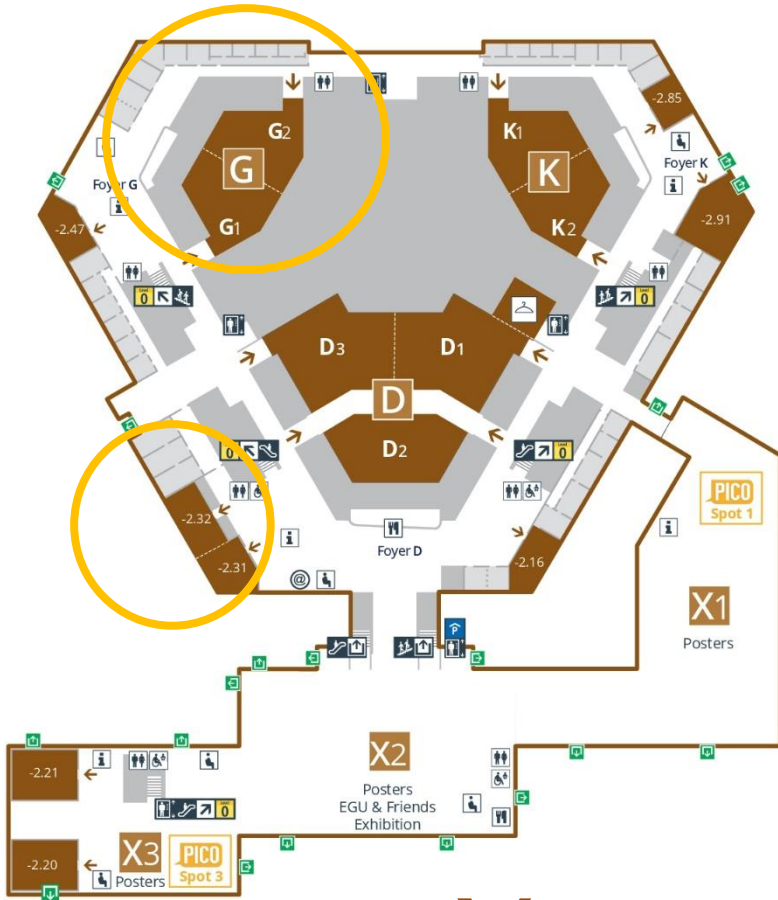 G2
G
G1
Foyer G
-2.47
K1
K
K2
-2.85
Foyer K
-2.91
Level
0
Level
0
D3
D1
D
D2
0
Level
0
Foyer D
-2.32
-2.31
@
-2.16
PICO
Spot 1
X1
Posters
P
X2
Posters
EGU & Friends
Exhibition
-2.21
Level
0
-2.20
X3
Posters
PICO
Spot 3